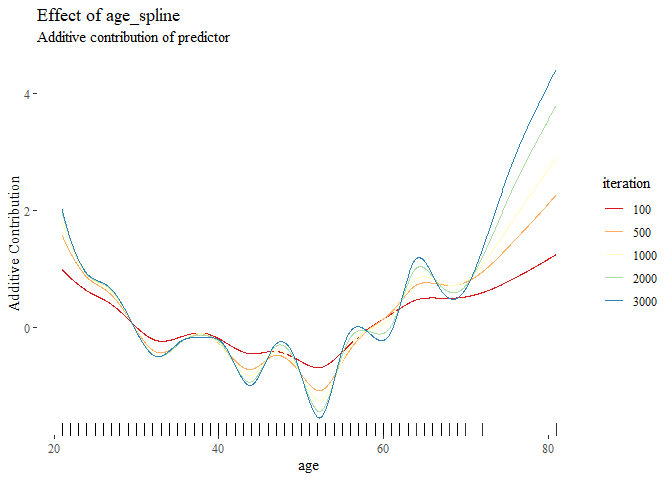 Effect of age_spline
Additive contribution of predictor
4
2
0
Additive Contribution
20
40
60
80
age
iteration
100
500
1000
2000
3000